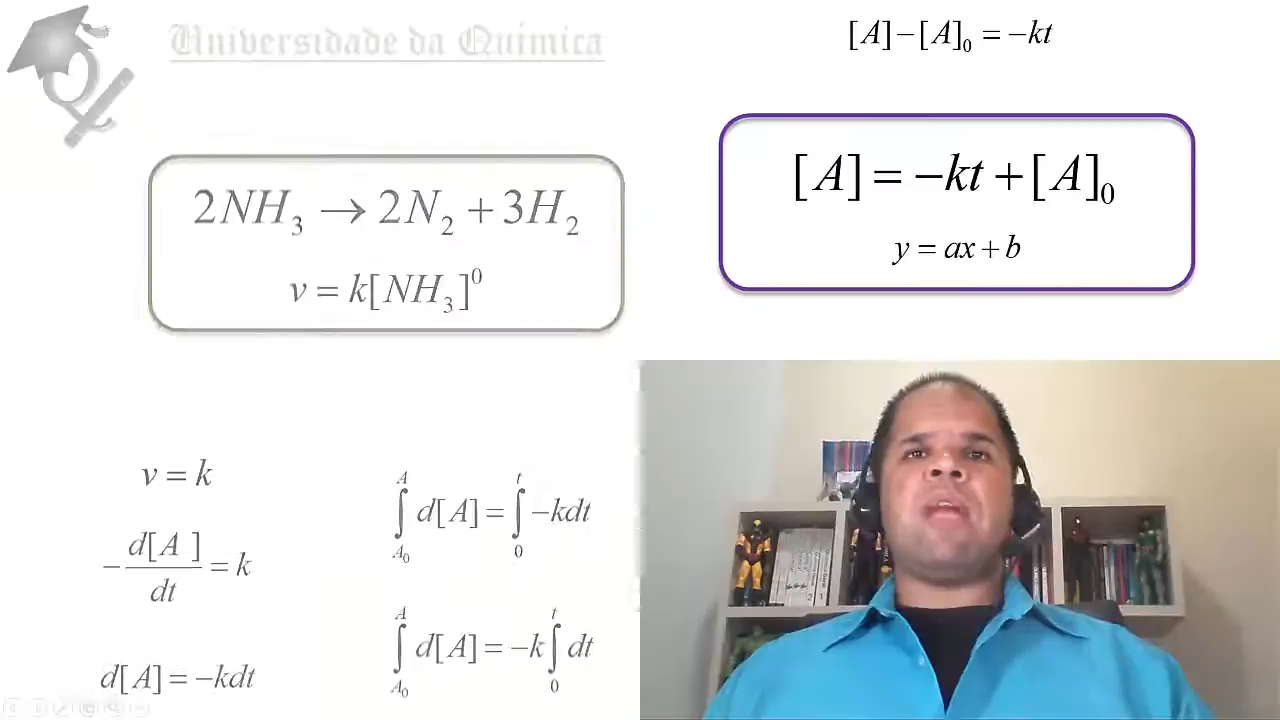 Universidade da Química
2NH₃ → 2N₂ + 3H₂
v = k[NH₃]⁰
v = k
-d[A ]/dt = k
d[A] = -kdt
∫_{A₀}^{A} d[A] = ∫_{0}^{t} -kdt
∫_{A₀}^{A} d[A] = -k∫_{0}^{t} dt
[A]-[A]₀ = -kt
[A] = -kt + [A]₀
y = ax + b